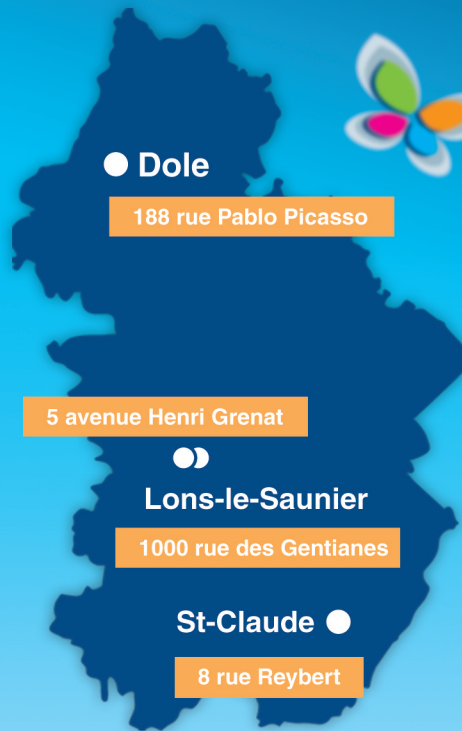 Dole
188 rue Pablo Picasso
5 avenue Henri Grenat
Lons-le-Saunier
1000 rue des Gentianes
St-Claude
8 rue Reybert